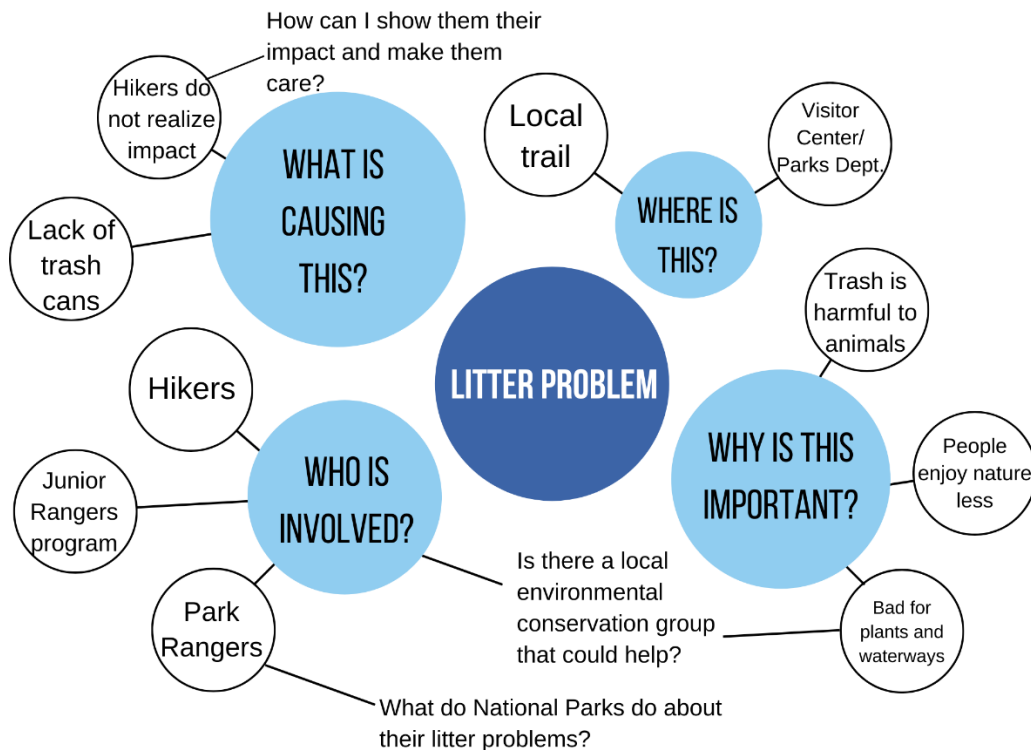 How can I show them their
impact and make them
care?
Hikers do
not realize
impact
WHAT IS
CAUSING
THIS?
Lack of
trash
cans
Local
trail
Visitor
Center/
Parks Dept.
WHERE IS
THIS?
LITTER PROBLEM
Trash is
harmful to
animals
WHY IS THIS
IMPORTANT?
People
enjoy nature
less
Bad for
plants and
waterways
Hikers
WHO IS
INVOLVED?
Junior
Rangers
program
Park
Rangers
Is there a local
environmental
conservation group
that could help?
What do National Parks do about
their litter problems?